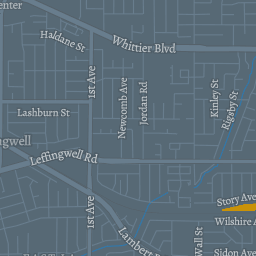 enter
Haldane St
Whittier Blvd
1st Ave
Newcomb Ave
Jordan Rd
Kinley St
Rigsby St
Lashburn St
ngwell
Leffingwell Rd
Story Ave
1st Ave
Wilshire A
Lambert
Wall St
Sidon Ave